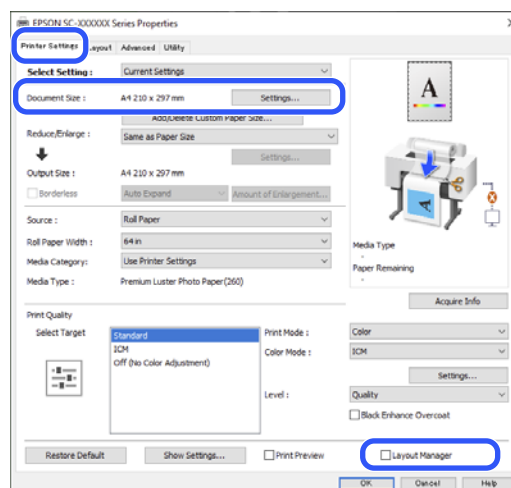 EPSON SC-XXXXXX Series Properties
Printer Settings Layout Advanced Utility
Select Setting : Current Settings
Document Size : A4 210 x 297 mm Settings...
Add/Delete Custom Paper Size...
Reduce/Enlarge : Same as Paper Size
Settings...
Output Size : A4 210 x 297 mm
Borderless Auto Expand Amount of Enlargement...
Source : Roll Paper
Roll Paper Width : 64 in
Media Category: Use Printer Settings
Media Type : Premium Luster Photo Paper(260)
A
A
Media Type
-
Paper Remaining
-
Acquire Info
Print Quality
Select Target Standard
ICM
Off (No Color Adjustment)
Print Mode : Color
Color Mode : ICM
Settings...
Level : Quality
Black Enhance Overcoat
Restore Default Show Settings... Print Preview Layout Manager
OK Cancel Help